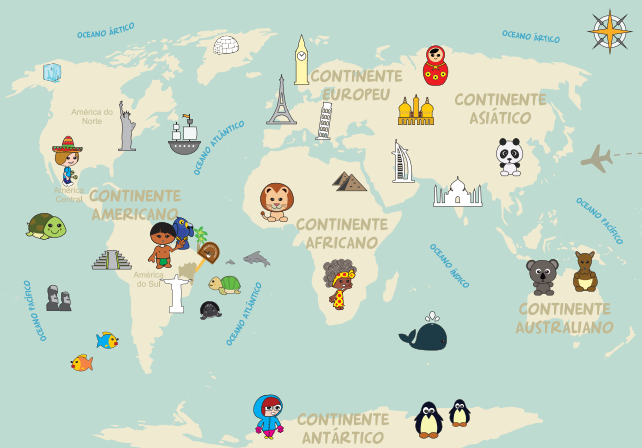 OCEANO ÁRTICO
OCEANO ÁRTICO
CONTINENTE
EUROPEU
CONTINENTE
ASIÁTICO
América do
Norte
OCEANO ATLÂNTICO
América
Central
CONTINENTE
AMERICANO
CONTINENTE
AFRICANO
OCEANO PACÍFICO
América
do Sul
OCEANO ÍNDICO
OCEANO PACÍFICO
OCEANO ATLÂNTICO
CONTINENTE
AUSTRALIANO
CONTINENTE
ANTÁRTICO